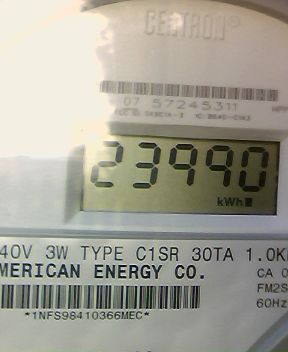 CENTRON®
07 57245311
23990
kWh
40V 3W TYPE C1SR 30TA 1.0K
MERICAN ENERGY CO.
CA 0
FM2S
60Hz
*1NFS98410366MEC*